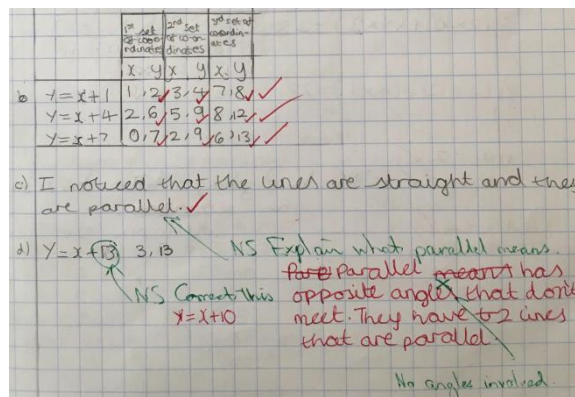 1st set of coordinates 2nd set of co-ordinates 3rd set of coordinates
x y x y x y
b y=x+1 1,2 3,4 7,8
y=x+4 2,6 5,9 8,12
y=x+7 0,7 2,9 6,13
c) I noticed that the lines are straight and they
are parallel.
d) y=x+13 3,13 NS Explain what parallel means.
Parallel means has
NS Correct this opposite angles that don't
y=x+10 meet. They have 2 lines
that are parallel
No angles involved.